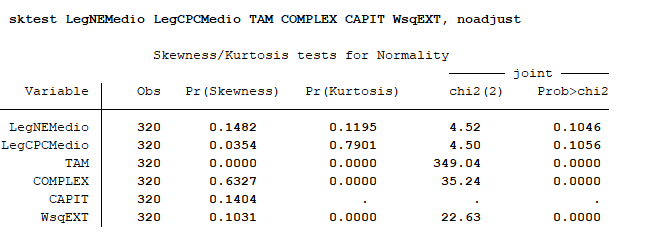 sktest LegNEMedio LegCPCMedio TAM COMPLEX CAPIT WsqEXT, noadjust
Skewness/Kurtosis tests for Normality
joint
Variable Obs Pr(Skewness) Pr(Kurtosis) chi2(2) Prob>chi2
LegNEMedio 320 0.1482 0.1195 4.52 0.1046
LegCPCMedio 320 0.0354 0.7901 4.50 0.1056
TAM 320 0.0000 0.0000 349.04 0.0000
COMPLEX 320 0.6327 0.0000 35.24 0.0000
CAPIT 320 0.1404 . . .
WsqEXT 320 0.1031 0.0000 22.63 0.0000